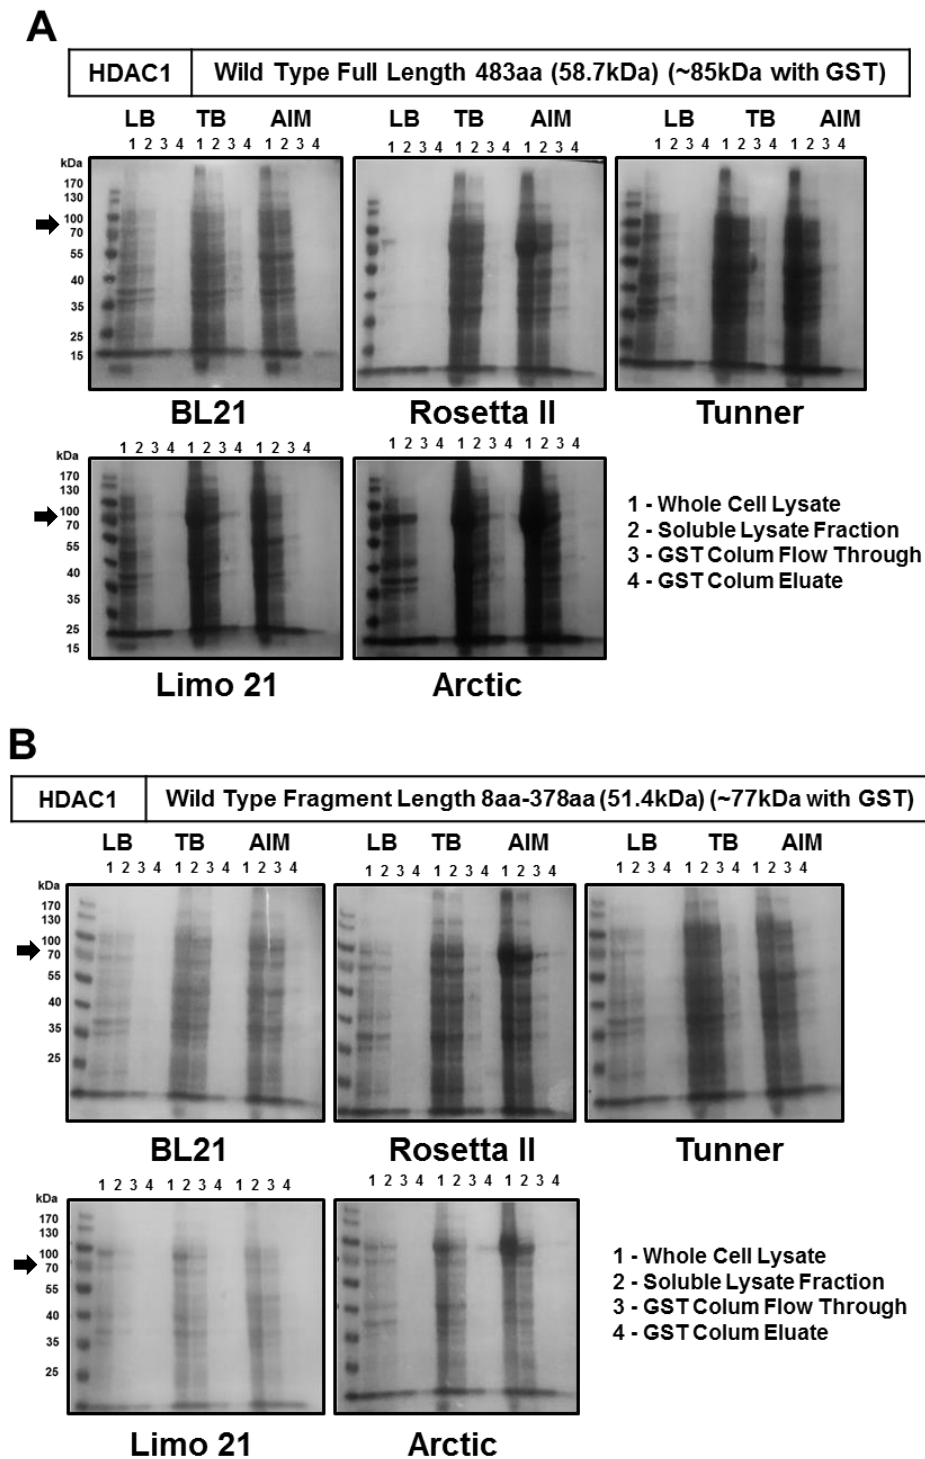 A
HDAC1 Wild Type Full Length 483aa (58.7kDa) (~85kDa with GST)
LB TB AIM LB TB AIM LB TB AIM
1 2 3 4 1 2 3 4 1 2 3 4 1 2 3 4 1 2 3 4 1 2 3 4 1 2 3 4 1 2 3 4 1 2 3 4
kDa
170
130
100
70
55
40
35
25
15
BL21 Rosetta II Tunner
1 2 3 4 1 2 3 4 1 2 3 4 1 2 3 4 1 2 3 4 1 2 3 4
kDa
170
130
100
70
55
40
35
25
15
1 - Whole Cell Lysate
2 - Soluble Lysate Fraction
3 - GST Colum Flow Through
4 - GST Colum Eluate
Limo 21 Arctic
B
HDAC1 Wild Type Fragment Length 8aa-378aa (51.4kDa) (~77kDa with GST)
LB TB AIM LB TB AIM LB TB AIM
1 2 3 4 1 2 3 4 1 2 3 4 1 2 3 4 1 2 3 4 1 2 3 4 1 2 3 4 1 2 3 4 1 2 3 4
kDa
170
130
100
70
55
40
35
25
BL21 Rosetta II Tunner
1 2 3 4 1 2 3 4 1 2 3 4 1 2 3 4 1 2 3 4 1 2 3 4
kDa
170
130
100
70
55
40
35
25
1 - Whole Cell Lysate
2 - Soluble Lysate Fraction
3 - GST Colum Flow Through
4 - GST Colum Eluate
Limo 21 Arctic